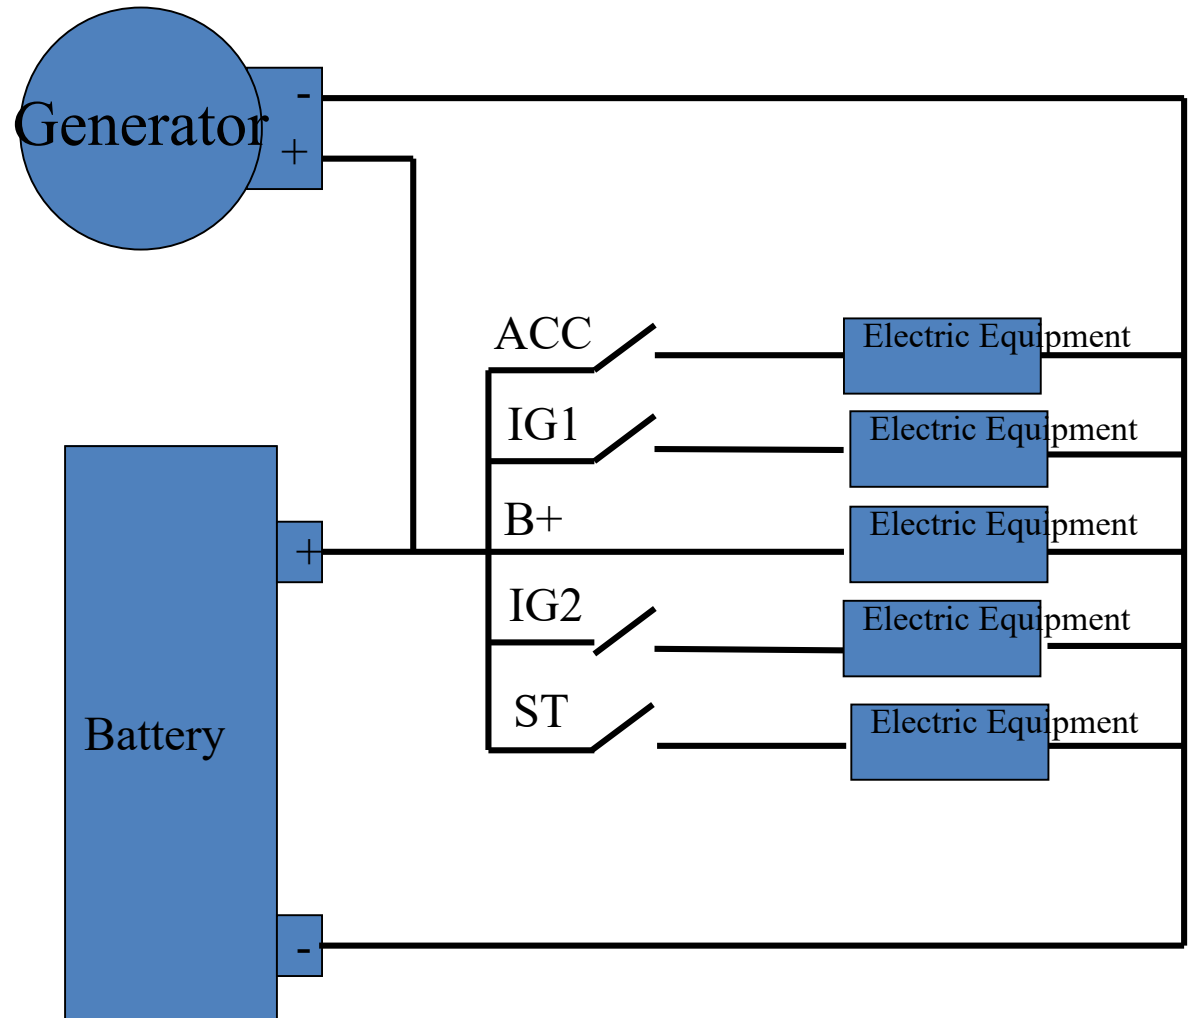 -
Generator
+
ACC
Electric Equipment
IG1
Electric Equipment
B+
Electric Equipment
+
IG2
Electric Equipment
ST
Electric Equipment
Battery
-